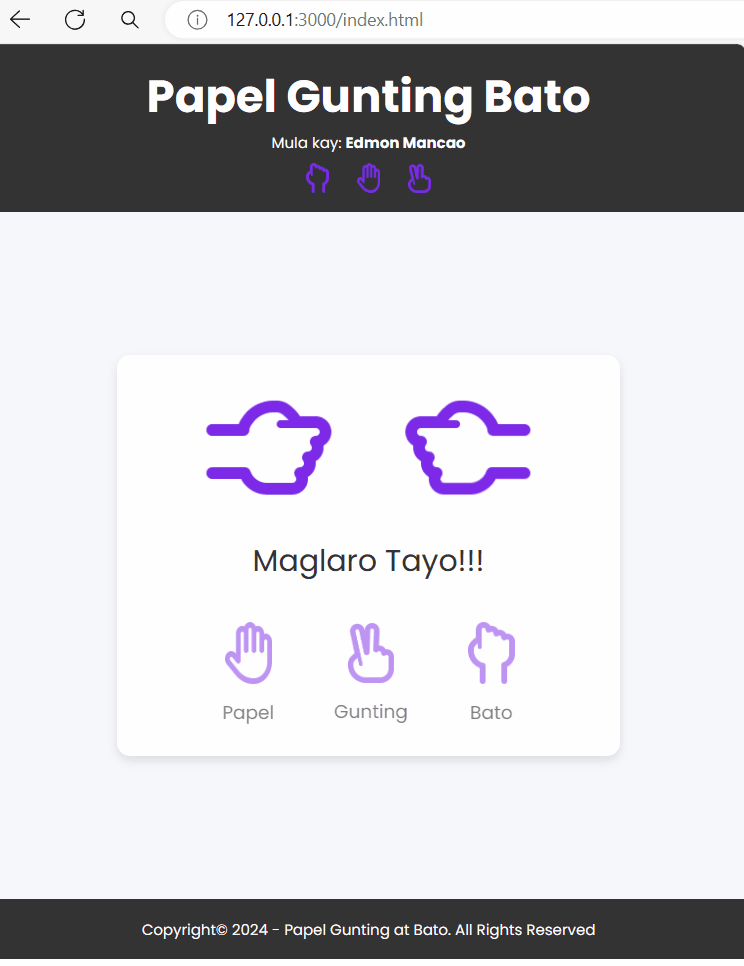 127.0.0.1:3000/index.html
Papel Gunting Bato
Mula kay: Edmon Mancao
Maglaro Tayo!!!
Papel Gunting Bato
Copyright© 2024 - Papel Gunting at Bato. All Rights Reserved